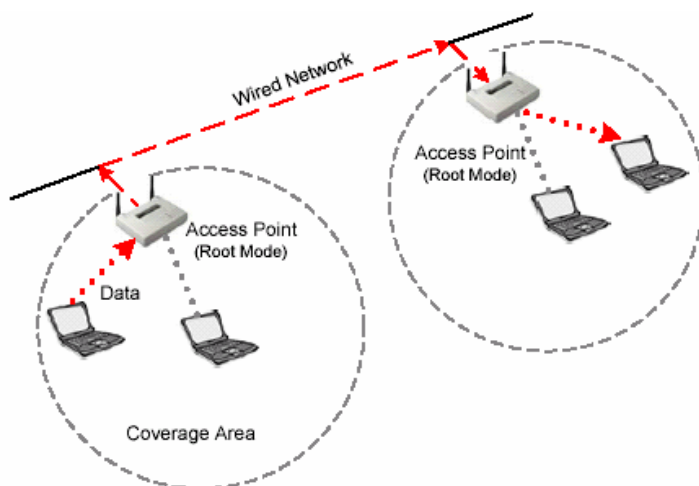 Wired Network
Access Point
(Root Mode)
Access Point
(Root Mode)
Data
Coverage Area